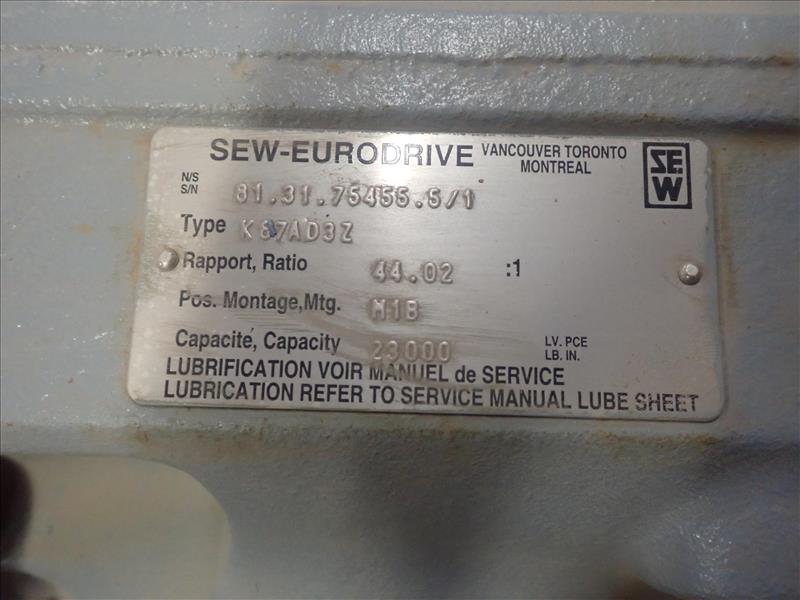 SEW-EURODRIVE VANCOUVER TORONTO
MONTREAL
SEW
N/S
S/N 81.31.75455.5/1
Type K87AD3Z
Rapport, Ratio 44.02 :1
Pos. Montage,Mtg. M1B
Capacité, Capacity 23000 LV. PCE
LB. IN.
LUBRIFICATION VOIR MANUEL de SERVICE
LUBRICATION REFER TO SERVICE MANUAL LUBE SHEET